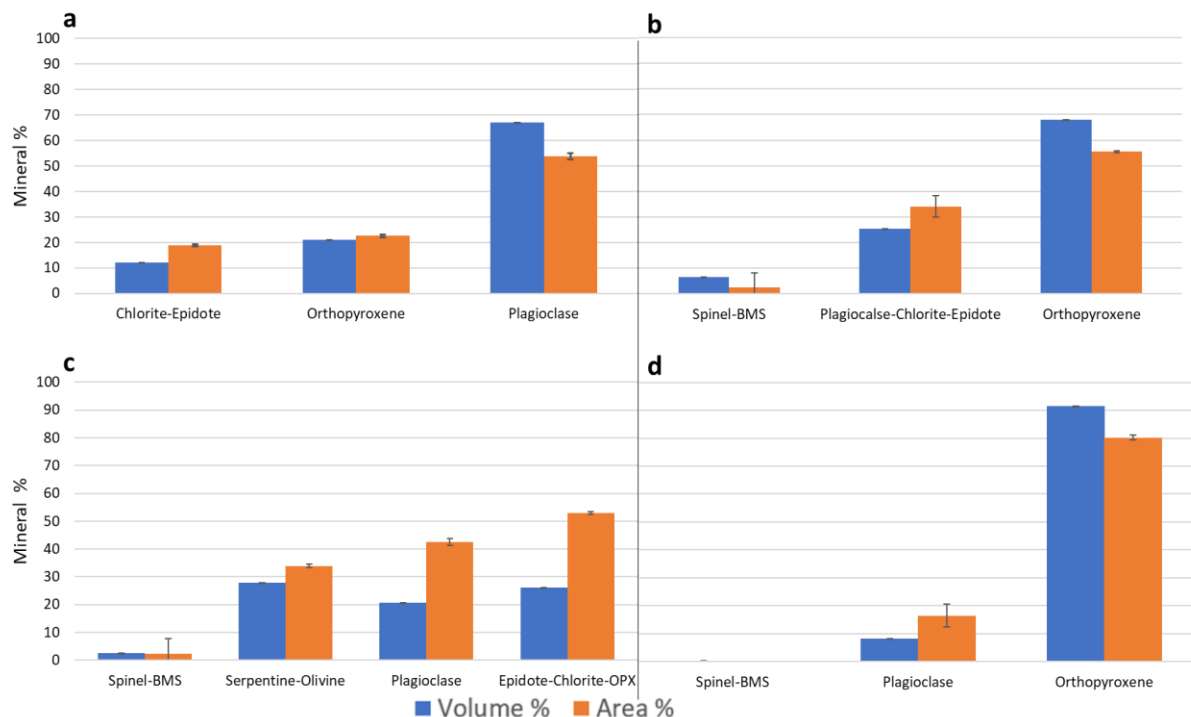 a
b
100
90
80
70
60
50
40
30
20
10
0
Mineral %
Chlorite-Epidote Orthopyroxene Plagioclase
Spinel-BMS Plagiocalse-Chlorite-Epidote Orthopyroxene
c
d
100
90
80
70
60
50
40
30
20
10
0
Mineral %
Spinel-BMS Serpentine-Olivine Plagioclase Epidote-Chlorite-OPX
Spinel-BMS Plagioclase Orthopyroxene
Volume % Area %